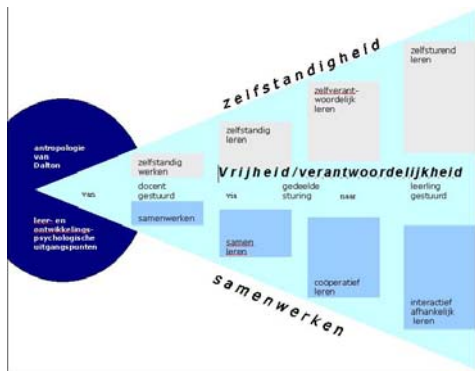 zelfstandigheid
zelfsturend
leren
zelfverant-
woordelijk
leren
zelfstandig
leren
zelfstandig
werken
antropologie
van
Dalton
Vrijheid/verantwoordelijkheid
van
docent
gestuurd
via
gedeelde
sturing
naar
leerling
gestuurd
leer- en
ontwikkelings-
psychologische
uitgangspunten
samenwerken
samen
leren
coöperatief
leren
interactief
afhankelijk
leren
samenwerken